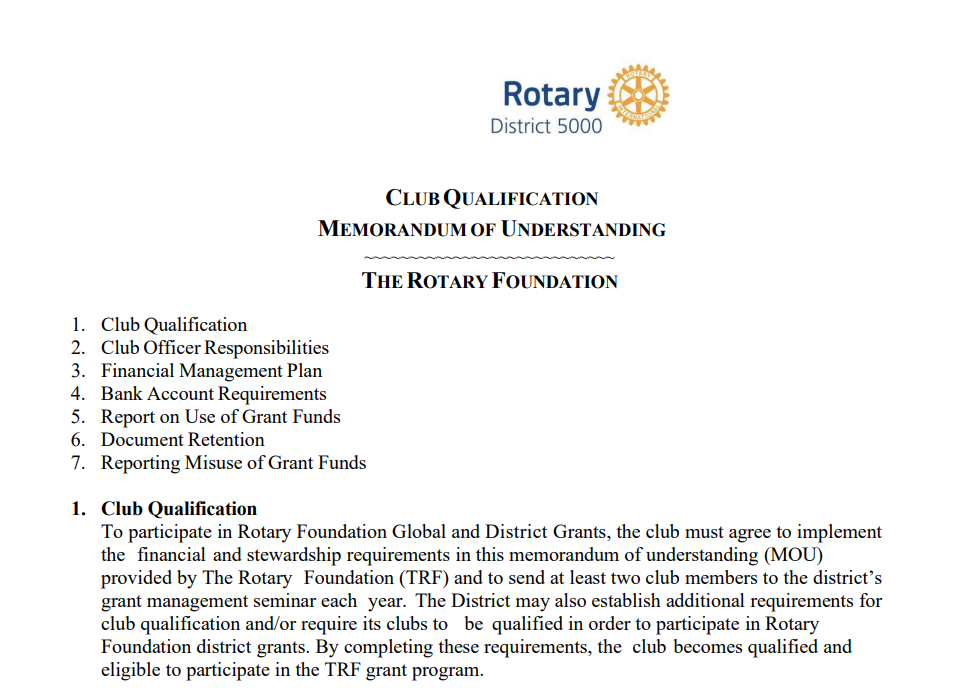 Rotary
District 5000
ROTARY
INTERNATIONAL
CLUB QUALIFICATION
MEMORANDUM OF UNDERSTANDING
~~~~~~~~~~~~~~~~~~~~~~~~~~~~
THE ROTARY FOUNDATION
1. Club Qualification
2. Club Officer Responsibilities
3. Financial Management Plan
4. Bank Account Requirements
5. Report on Use of Grant Funds
6. Document Retention
7. Reporting Misuse of Grant Funds
1. Club Qualification
To participate in Rotary Foundation Global and District Grants, the club must agree to implement
the financial and stewardship requirements in this memorandum of understanding (MOU)
provided by The Rotary Foundation (TRF) and to send at least two club members to the district’s
grant management seminar each year. The District may also establish additional requirements for
club qualification and/or require its clubs to be qualified in order to participate in Rotary
Foundation district grants. By completing these requirements, the club becomes qualified and
eligible to participate in the TRF grant program.